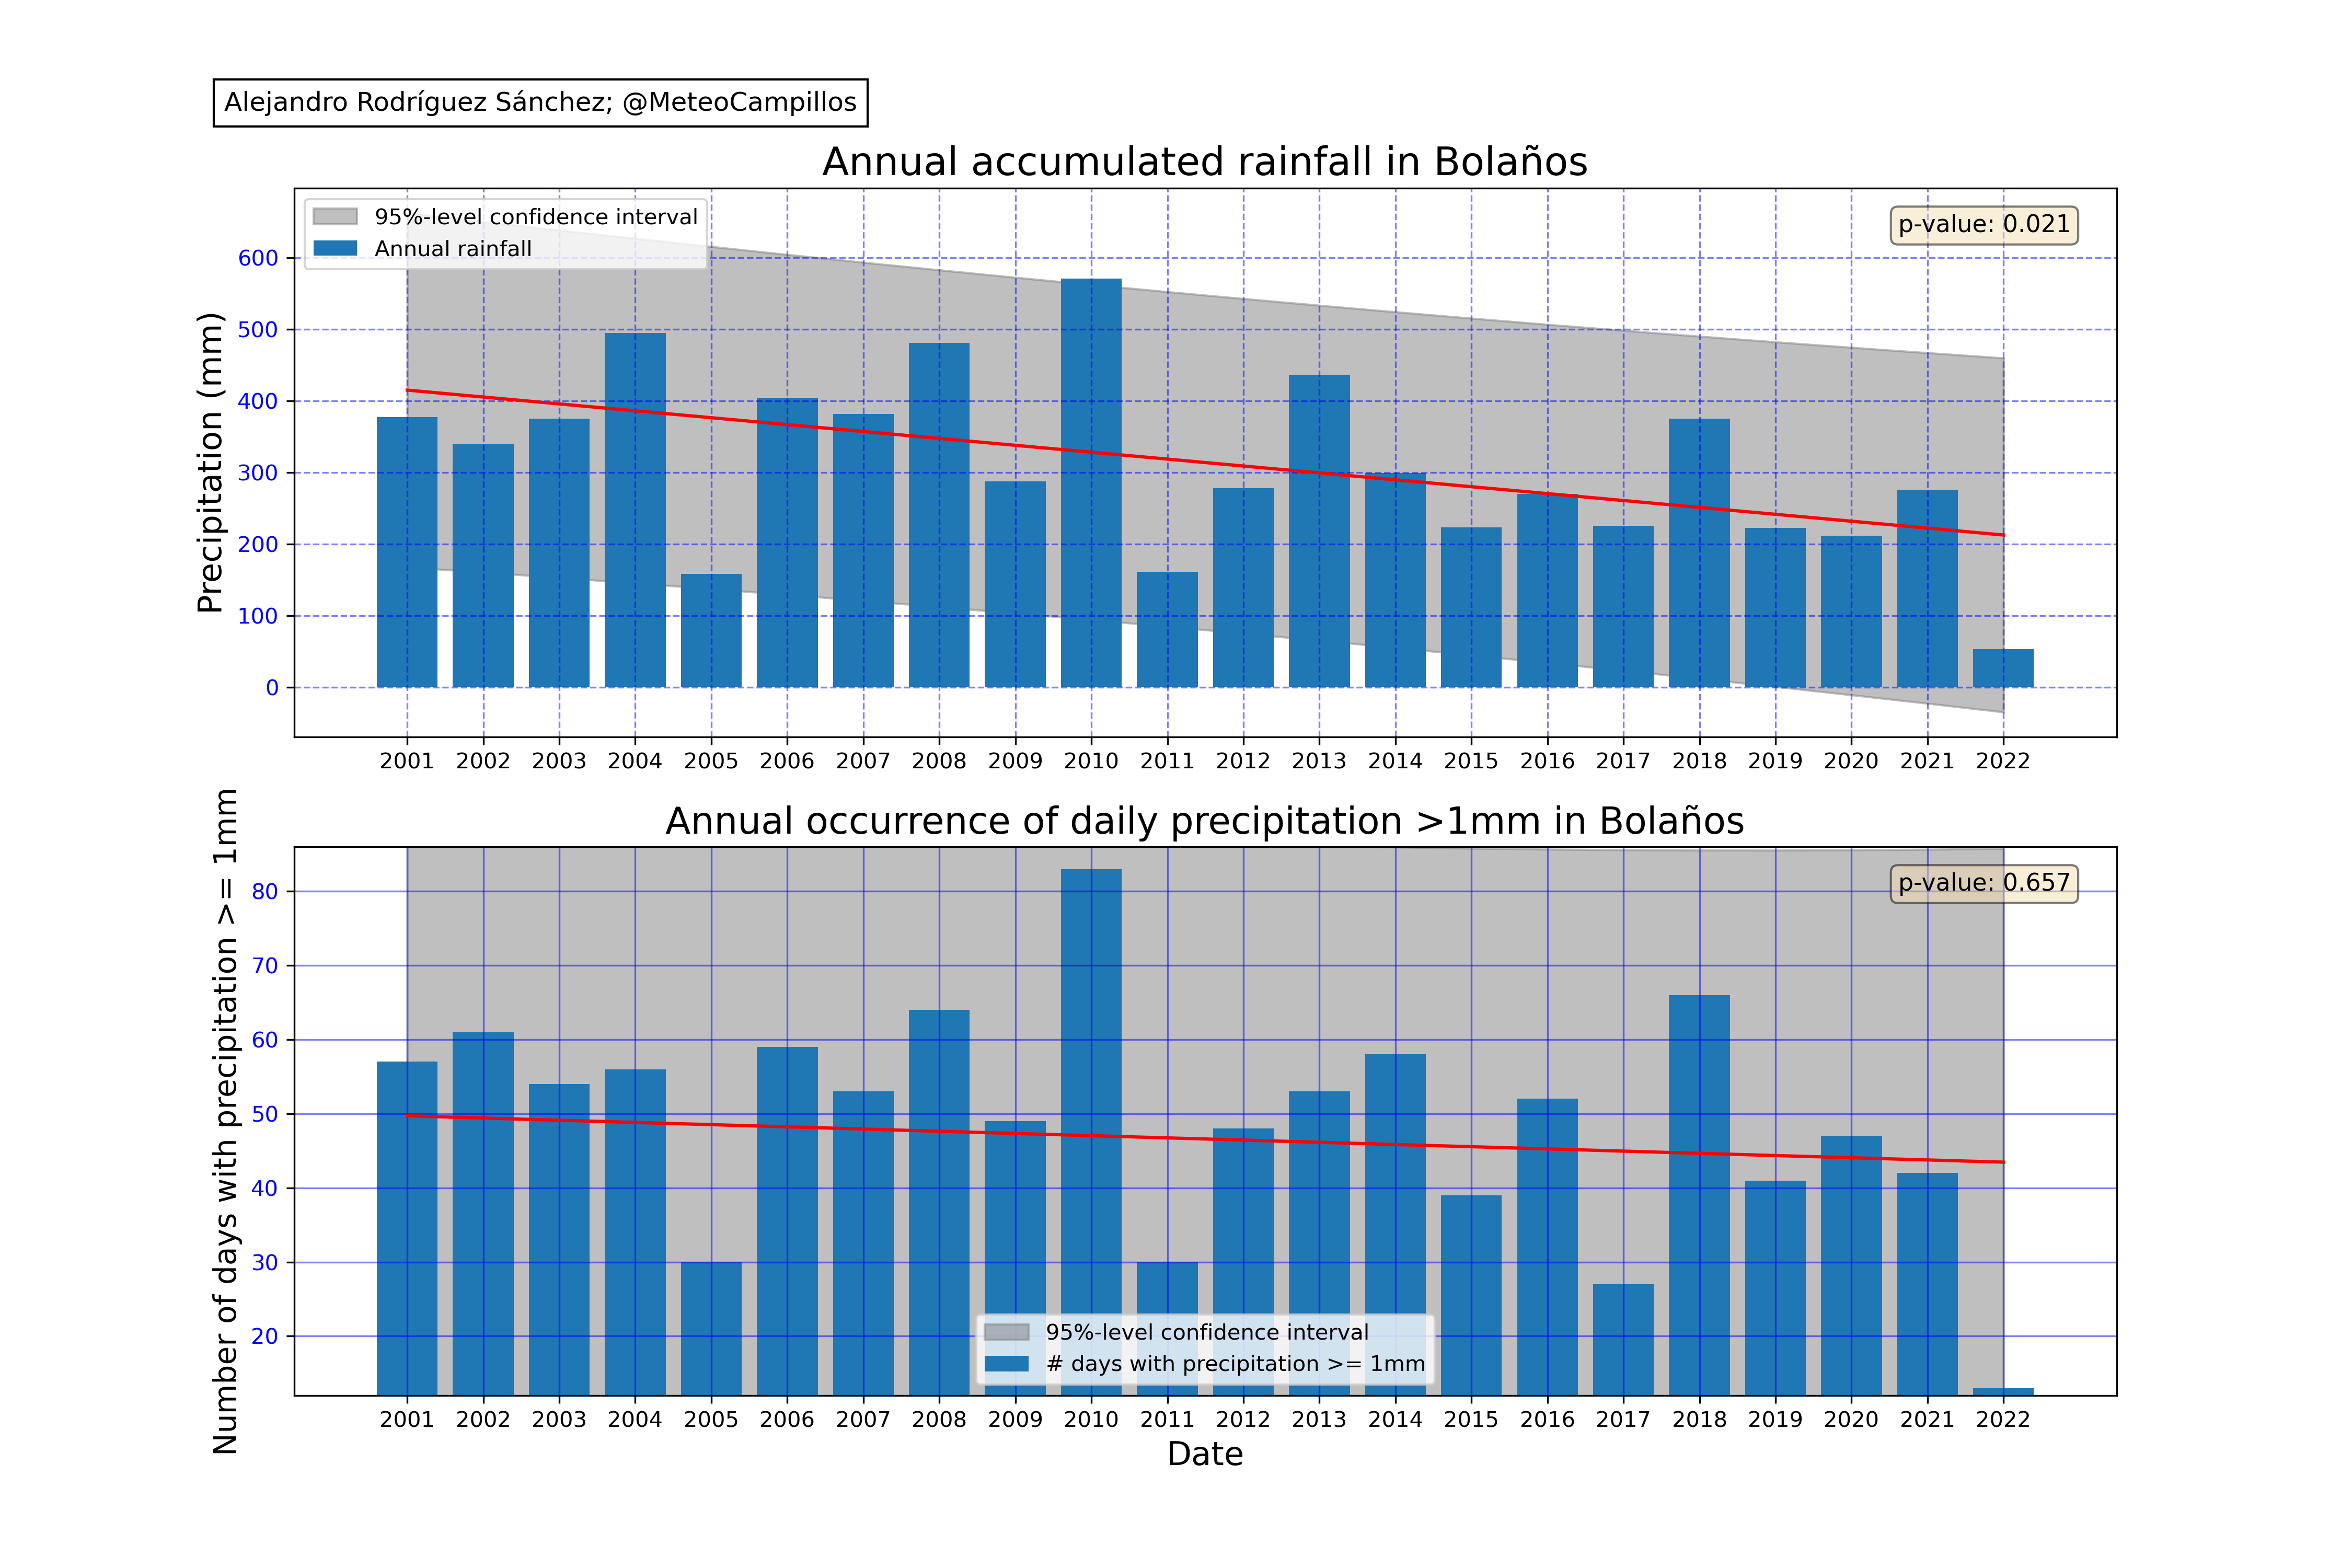 Alejandro Rodríguez Sánchez; @MeteoCampillos
Annual accumulated rainfall in Bolaños
95%-level confidence interval
Annual rainfall
p-value: 0.021
Precipitation (mm)
600
500
400
300
200
100
0
2001 2002 2003 2004 2005 2006 2007 2008 2009 2010 2011 2012 2013 2014 2015 2016 2017 2018 2019 2020 2021 2022
Annual occurrence of daily precipitation >1mm in Bolaños
p-value: 0.657
Number of days with precipitation >= 1mm
80
70
60
50
40
30
20
95%-level confidence interval
# days with precipitation >= 1mm
2001 2002 2003 2004 2005 2006 2007 2008 2009 2010 2011 2012 2013 2014 2015 2016 2017 2018 2019 2020 2021 2022
Date